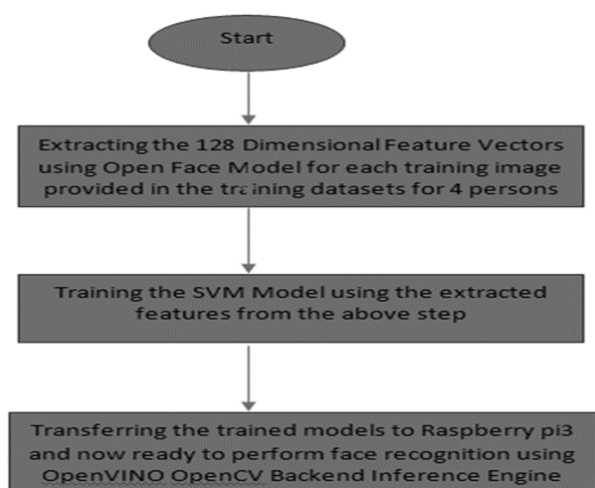 Start
Extracting the 128 Dimensional Feature Vectors
using Open Face Model for each training image
provided in the training datasets for 4 persons
Training the SVM Model using the extracted
features from the above step
Transferring the trained models to Raspberry pi3
and now ready to perform face recognition using
OpenVINO OpenCV Backend Inference Engine